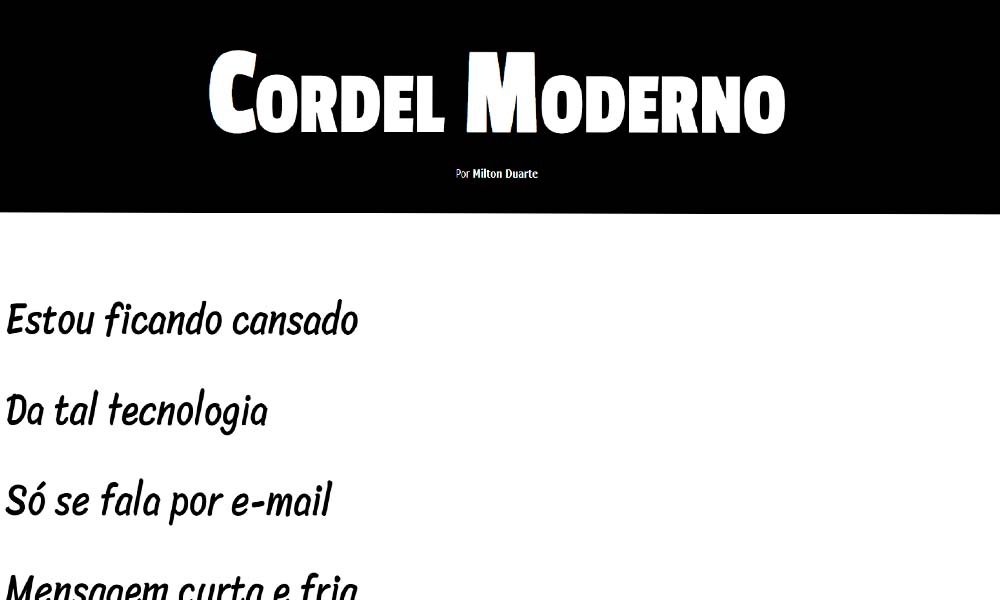 Cordel Moderno
Por Milton Duarte
Estou ficando cansado
Da tal tecnologia
Só se fala por e-mail
Mensagem curta e fria